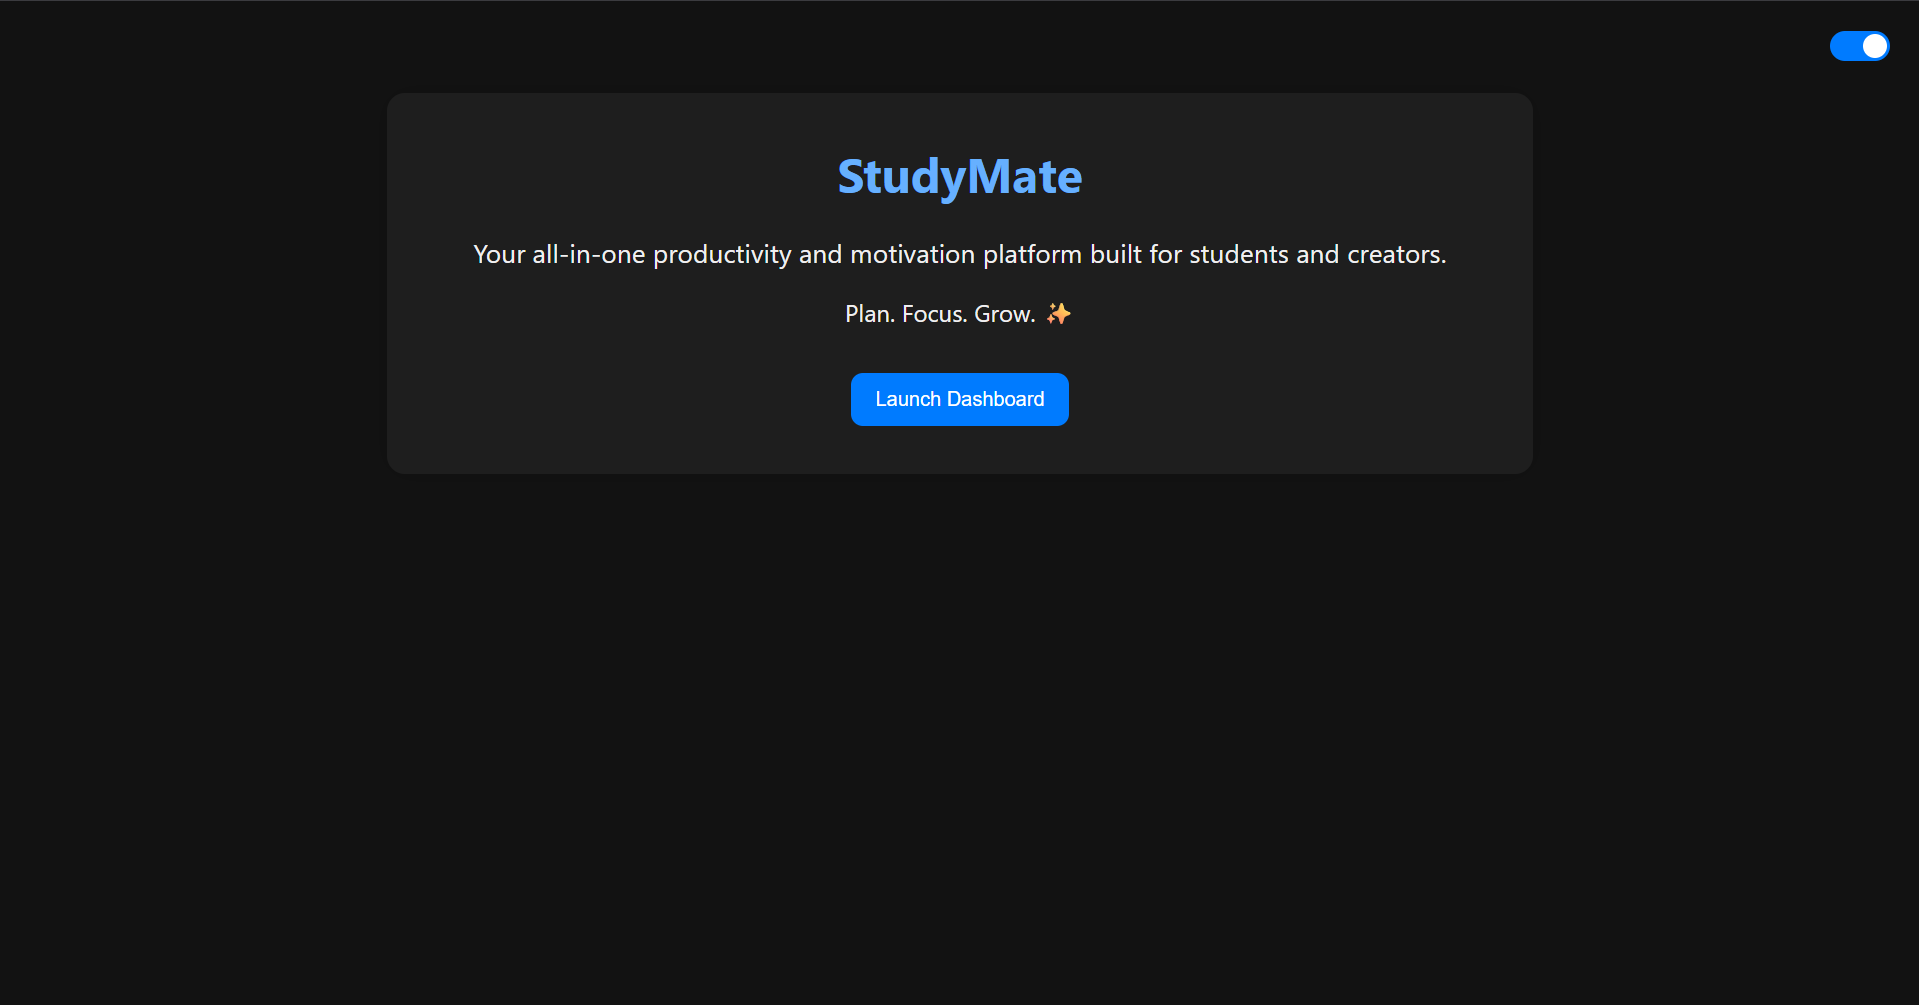 StudyMate
Your all-in-one productivity and motivation platform built for students and creators.
Plan. Focus. Grow. ✨
Launch Dashboard